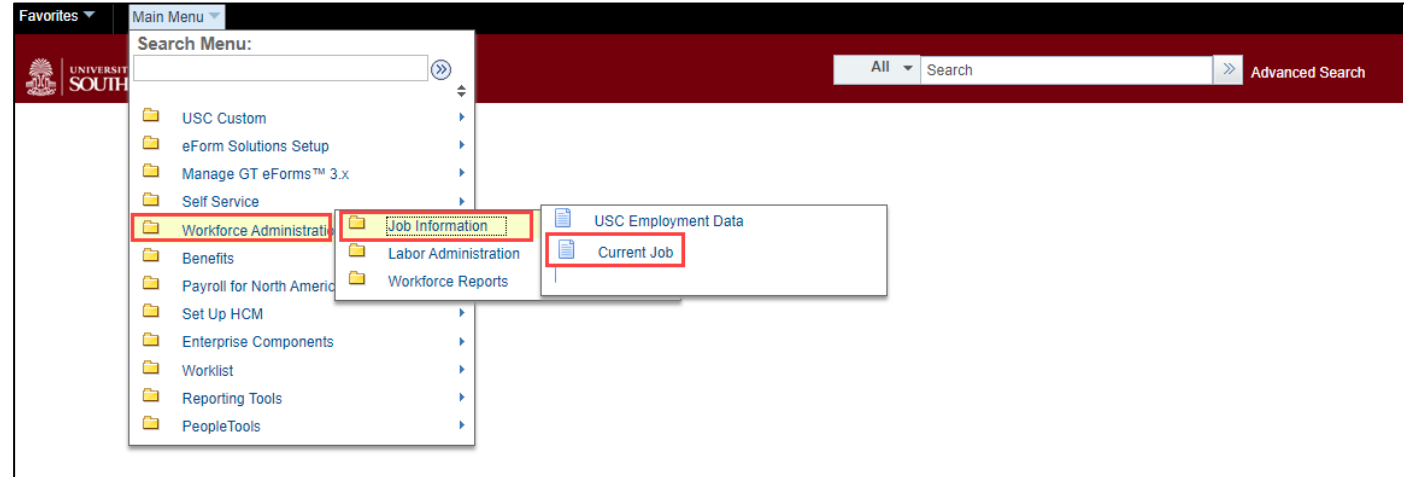 Favorites Main Menu
Search Menu:
UNIVERSIT
SOUTH
All Search Advanced Search
USC Custom
eForm Solutions Setup
Manage GT eForms™ 3.x
Self Service
Workforce Administratio
Benefits
Payroll for North Americ
Set Up HCM
Enterprise Components
Worklist
Reporting Tools
PeopleTools
Job Information
Labor Administration
Workforce Reports
USC Employment Data
Current Job